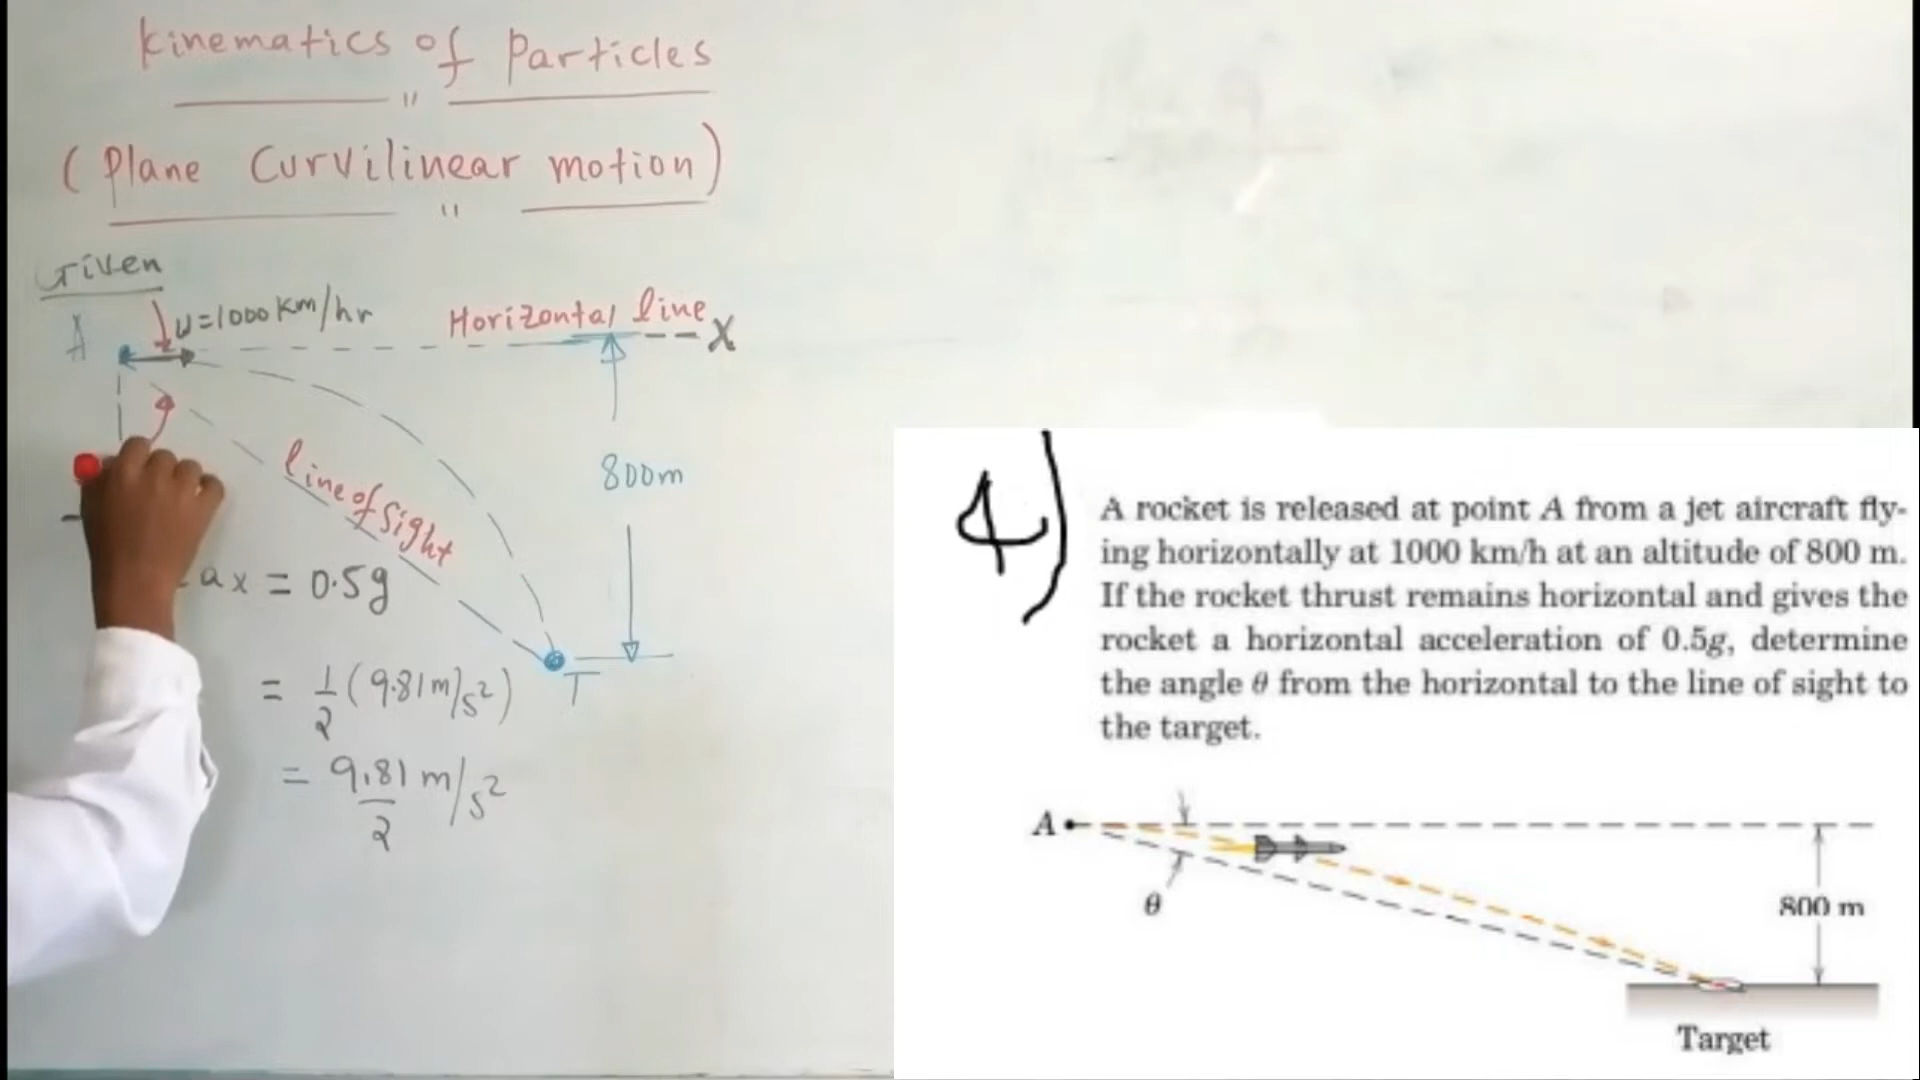 Kinematics of Particles
(Plane Curvilinear motion)
Given
A
u=1000 km/hr
Horizontal line
X
line of Sight
800m
ax = 0.5g
= 1/2 (9.81 m/s²)
T
= 9.81/2 m/s²
4)
A rocket is released at point A from a jet aircraft fly-
ing horizontally at 1000 km/h at an altitude of 800 m.
If the rocket thrust remains horizontal and gives the
rocket a horizontal acceleration of 0.5g, determine
the angle θ from the horizontal to the line of sight to
the target.
A
θ
800 m
Target